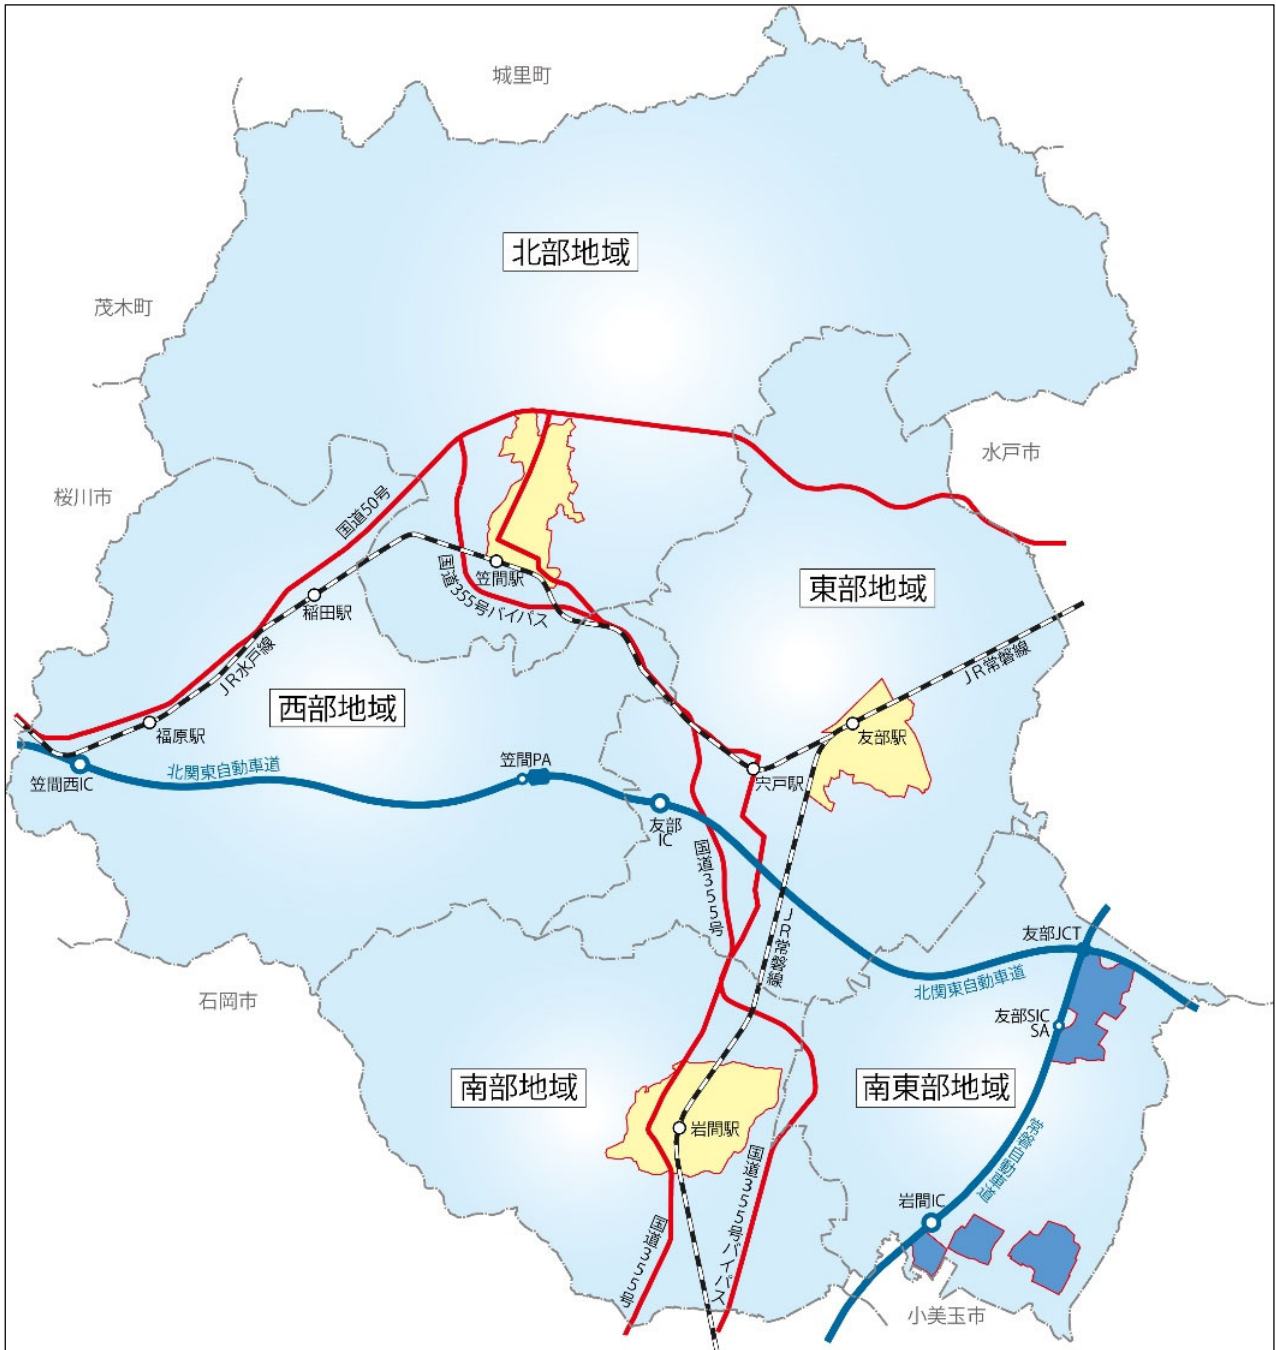 城里町
北部地域
茂木町
水戸市
桜川市
国道50号
笠間駅
国道355号バイパス
稲田駅
東部地域
JR水戸線
JR常磐線
西部地域
福原駅
友部駅
笠間PA
北関東自動車道
笠間西IC
宍戸駅
友部
IC
国道355号
JR常磐線
友部JCT
北関東自動車道
石岡市
友部SIC
SA
南部地域
南東部地域
岩間駅
常磐自動車道
国道355号バイパス
岩間IC
国道355号
小美玉市